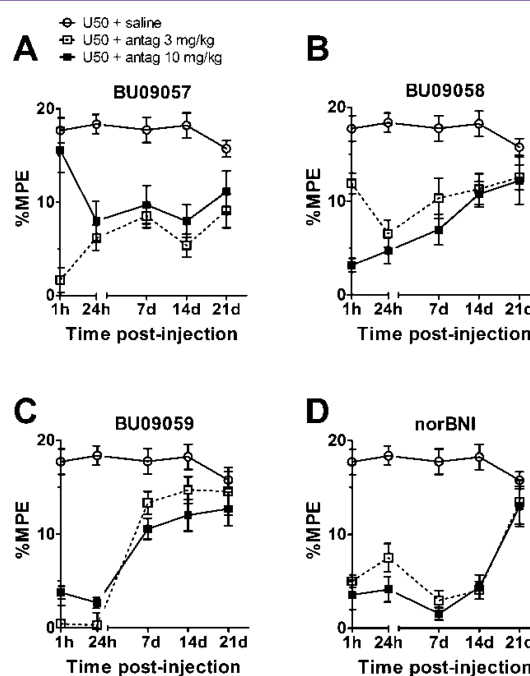 U50 + saline
U50 + antag 3 mg/kg
U50 + antag 10 mg/kg
A
BU09057
20
10
0
%MPE
1h 24h 7d 14d 21d
Time post-injection
B
BU09058
20
10
0
%MPE
1h 24h 7d 14d 21d
Time post-injection
C
BU09059
20
10
0
%MPE
1h 24h 7d 14d 21d
Time post-injection
D
norBNI
20
10
0
%MPE
1h 24h 7d 14d 21d
Time post-injection